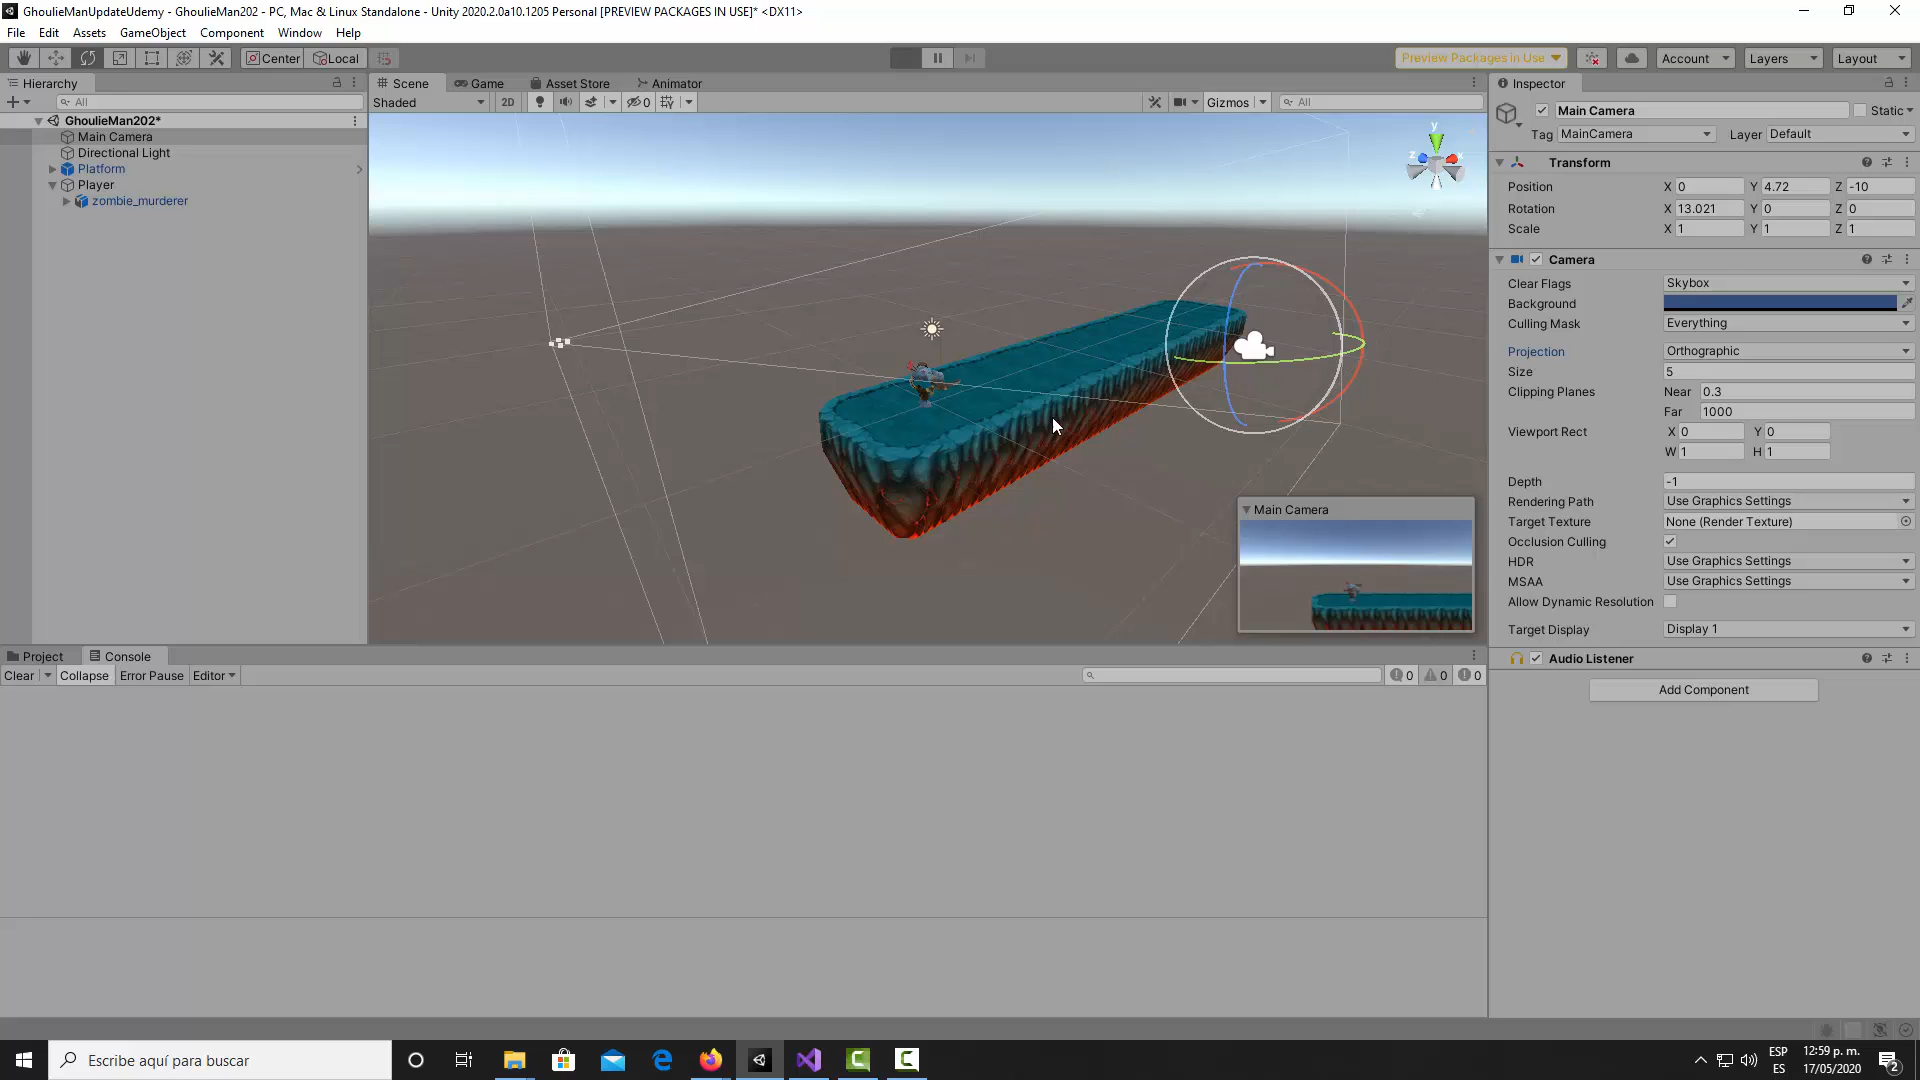 GhoulieManUpdateUdemy - GhoulieMan202 - PC, Mac & Linux Standalone - Unity 2020.2.0a10.1205 Personal [PREVIEW PACKAGES IN USE]* <DX11>
File Edit Assets GameObject Component Window Help
Center Local Preview Packages in Use Account Layers Layout
Hierarchy
All
GhoulieMan202*
Main Camera
Directional Light
Platform
Player
zombie_murderer
Scene Game Asset Store Animator
Shaded 2D 0 Gizmos All
y
z x
Main Camera
Inspector
Main Camera Static
Tag MainCamera Layer Default
Transform
Position X 0 Y 4.72 Z -10
Rotation X 13.021 Y 0 Z 0
Scale X 1 Y 1 Z 1
Camera
Clear Flags Skybox
Background
Culling Mask Everything
Projection Orthographic
Size 5
Clipping Planes Near 0.3
Far 1000
Viewport Rect X 0 Y 0
W 1 H 1
Depth -1
Rendering Path Use Graphics Settings
Target Texture None (Render Texture)
Occlusion Culling
HDR Use Graphics Settings
MSAA Use Graphics Settings
Allow Dynamic Resolution
Target Display Display 1
Audio Listener
Add Component
Project Console
Clear Collapse Error Pause Editor 0 0 0
Escribe aquí para buscar
ESP
ES
12:59 p. m.
17/05/2020
2